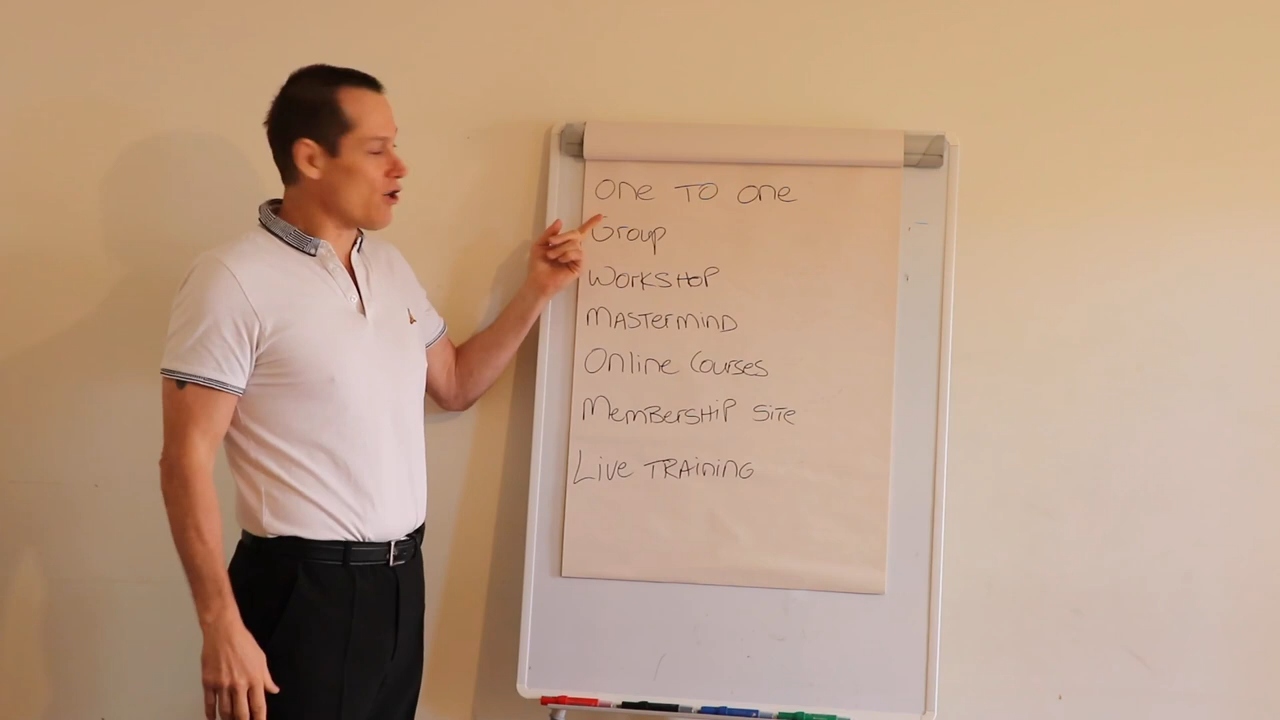 One to one
Group
Workshop
Mastermind
Online Courses
Membership site
Live Training